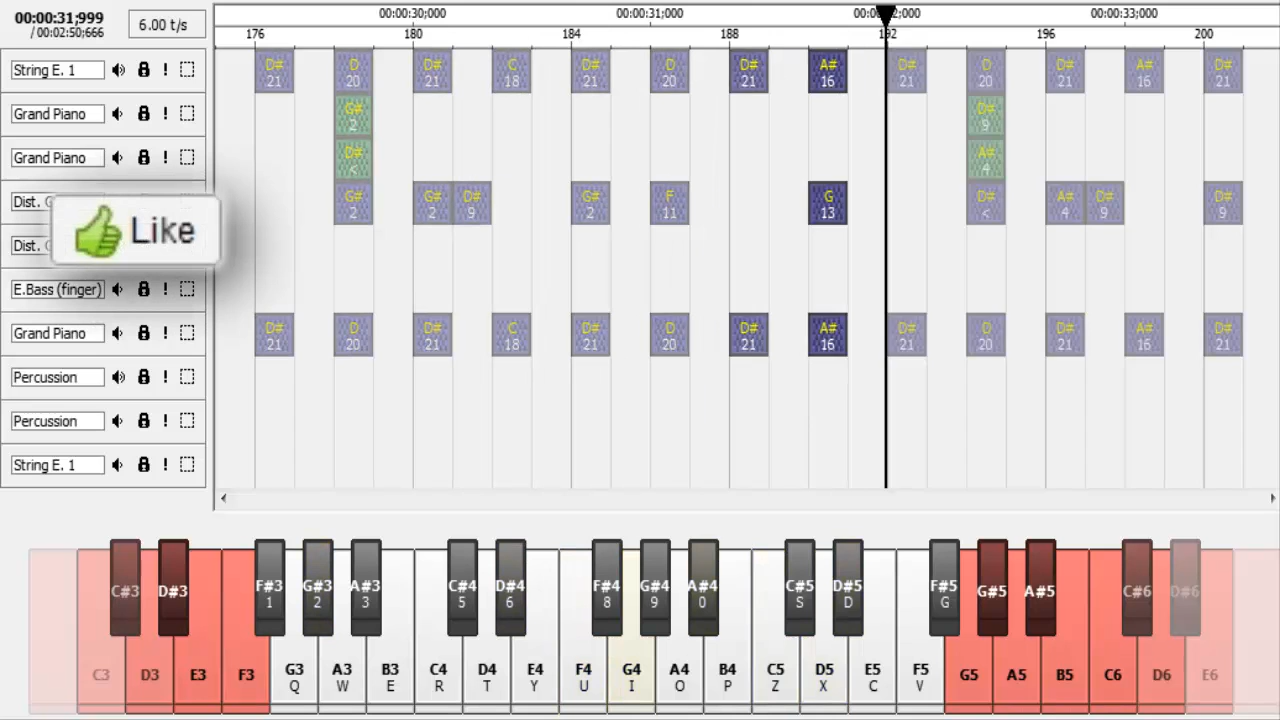 00:00:31;999
/ 00:02:50;666
6.00 t/s
00:00:30;000 00:00:31;000 00:00:32;000 00:00:33;000
176 180 184 188 192 196 200
String E. 1 ! D# D D# C D# D D# A# D# D D# A# D#
21 20 21 18 21 20 21 16 21 20 21 16 21
Grand Piano ! G# D#
2 9
Grand Piano ! D# A#
< 4
Dist. G# G# D# G# F G D# A# D# D#
2 2 9 2 11 13 < 4 9 9
Like
Dist.
E.Bass (finger) !
Grand Piano ! D# D D# C D# D D# A# D# D D# A# D#
21 20 21 18 21 20 21 16 21 20 21 16 21
Percussion !
Percussion !
String E. 1 !
C#3 D#3 F#3 G#3 A#3 C#4 D#4 F#4 G#4 A#4 C#5 D#5 F#5 G#5 A#5 C#6 D#6
1 2 3 5 6 8 9 0 S D G
C3 D3 E3 F3 G3 A3 B3 C4 D4 E4 F4 G4 A4 B4 C5 D5 E5 F5 G5 A5 B5 C6 D6 E6
Q W E R T Y U I O P Z X C V